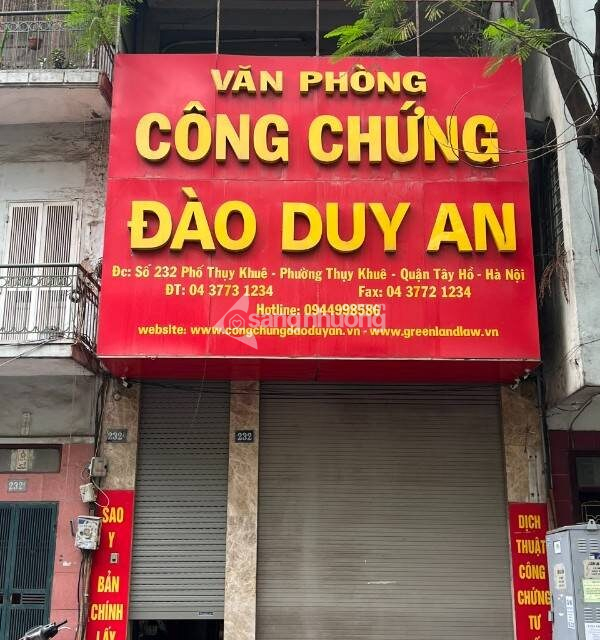 VĂN PHÒNG
CÔNG CHỨNG
ĐÀO DUY AN
Đc: Số 232 Phố Thụy Khuê - Phường Thụy Khuê - Quận Tây Hồ - Hà Nội
ĐT: 04 3773 1234 Fax: 04 3772 1234
Hotline: 0944998586
sangnhuong
website: www.congchungdaoduyan.vn - www.greenlandlaw.vn
232
232
232
SAO
Y
BẢN
CHÍNH
LẤY
DỊCH
THUẬT
CÔNG
CHỨNG
TƯ